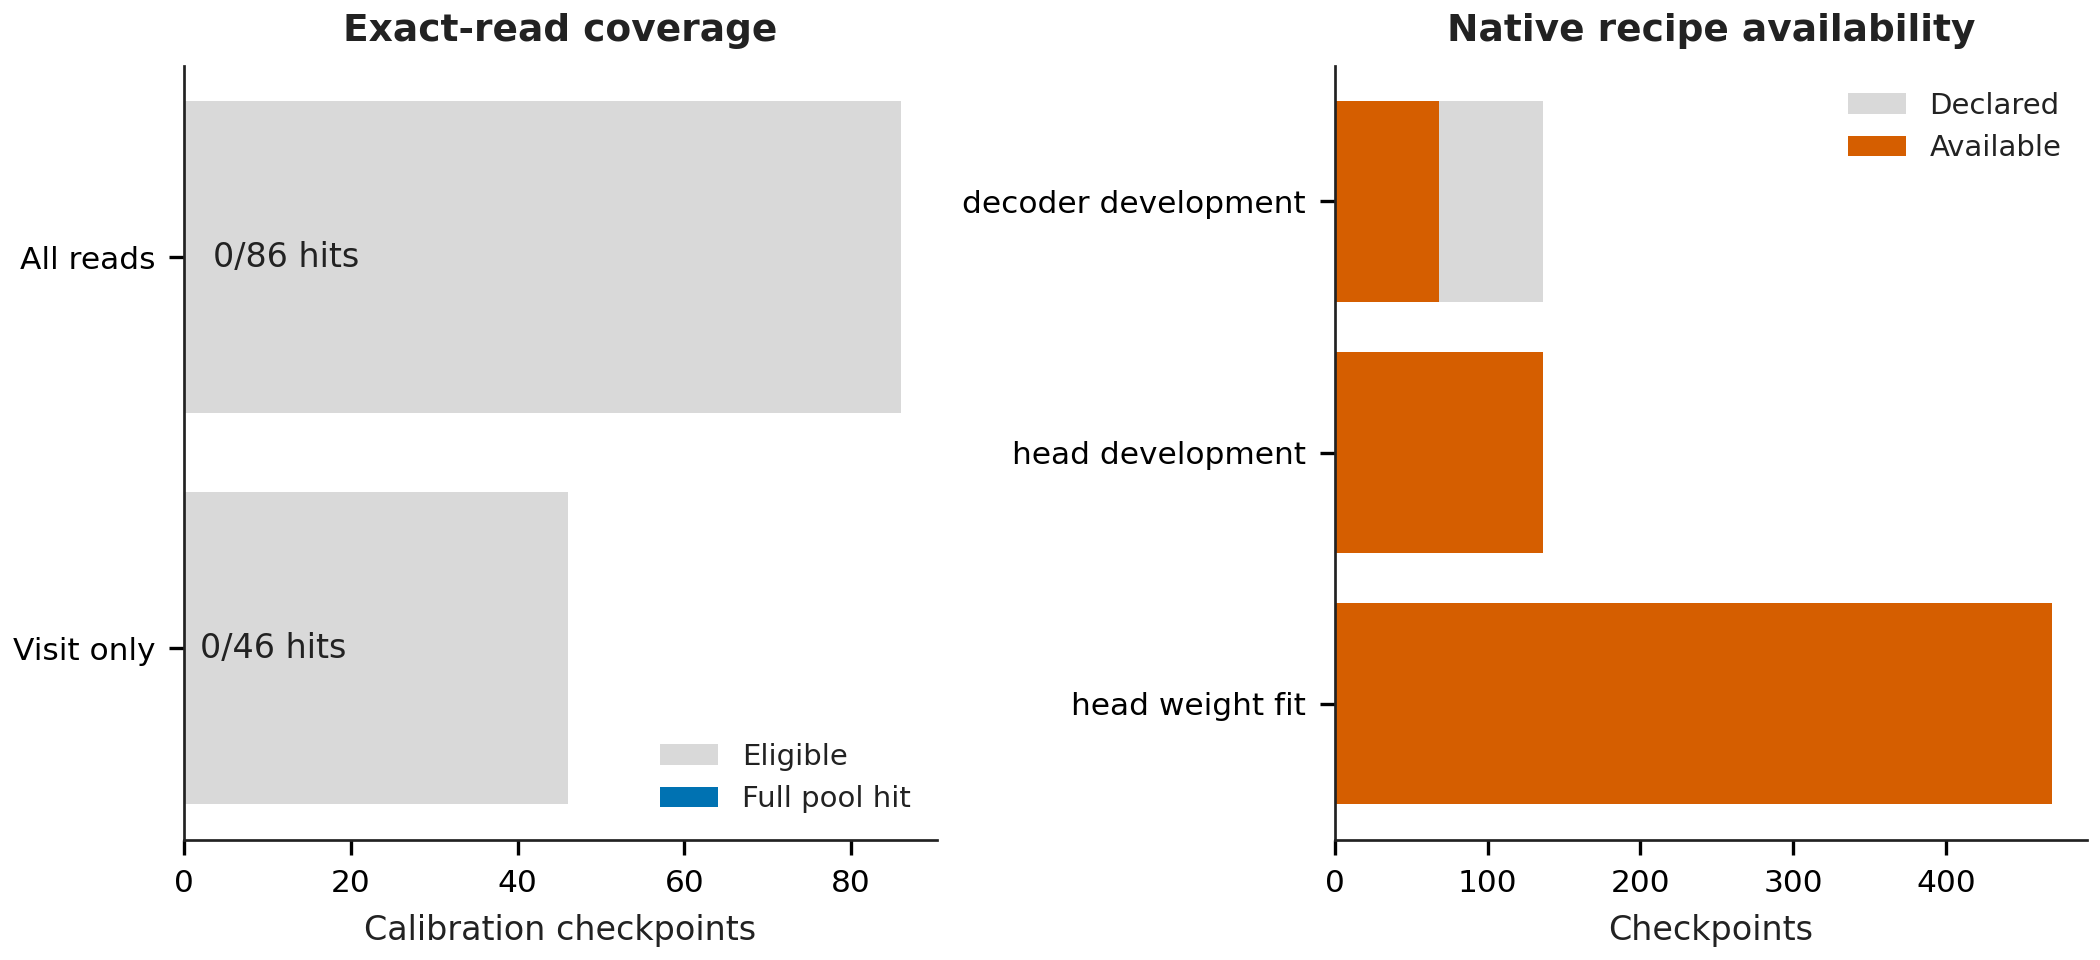 Exact-read coverage
All reads
0/86 hits
Visit only
0/46 hits
Eligible
Full pool hit
0 20 40 60 80
Calibration checkpoints
Native recipe availability
Declared
Available
decoder development
head development
head weight fit
0 100 200 300 400
Checkpoints